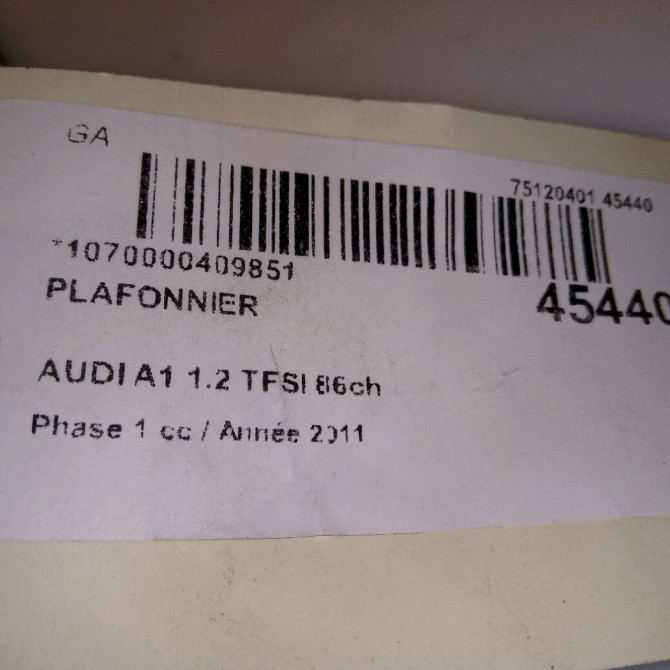 GA
75120401 45440
*1070000409851
PLAFONNIER
45440
AUDI A1 1.2 TFSI 86ch
Phase 1 cc / Année 2011